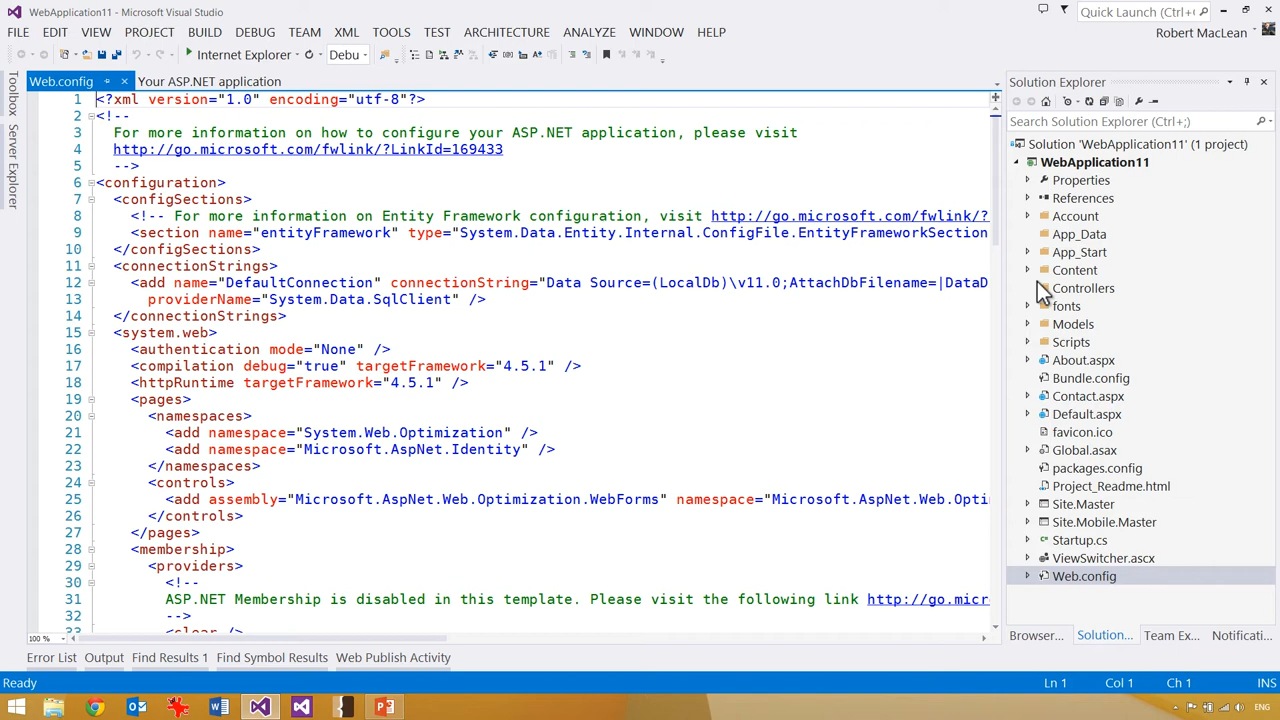 WebApplication11 - Microsoft Visual Studio
Quick Launch (Ctrl+Q)
FILE EDIT VIEW PROJECT BUILD DEBUG TEAM XML TOOLS TEST ARCHITECTURE ANALYZE WINDOW HELP
Robert MacLean
Internet Explorer
Debu
Toolbox
Server Explorer
Web.config
Your ASP.NET application
1 <?xml version="1.0" encoding="utf-8"?>
2 <!--
3 For more information on how to configure your ASP.NET application, please visit
4 http://go.microsoft.com/fwlink/?LinkId=169433
5 -->
6 <configuration>
7 <configSections>
8 <!-- For more information on Entity Framework configuration, visit http://go.microsoft.com/fwlink/?
9 <section name="entityFramework" type="System.Data.Entity.Internal.ConfigFile.EntityFrameworkSection
10 </configSections>
11 <connectionStrings>
12 <add name="DefaultConnection" connectionString="Data Source=(LocalDb)\v11.0;AttachDbFilename=|DataD
13 providerName="System.Data.SqlClient" />
14 </connectionStrings>
15 <system.web>
16 <authentication mode="None" />
17 <compilation debug="true" targetFramework="4.5.1" />
18 <httpRuntime targetFramework="4.5.1" />
19 <pages>
20 <namespaces>
21 <add namespace="System.Web.Optimization" />
22 <add namespace="Microsoft.AspNet.Identity" />
23 </namespaces>
24 <controls>
25 <add assembly="Microsoft.AspNet.Web.Optimization.WebForms" namespace="Microsoft.AspNet.Web.Opti
26 </controls>
27 </pages>
28 <membership>
29 <providers>
30 <!--
31 ASP.NET Membership is disabled in this template. Please visit the following link http://go.micr
32 -->
33 <clear />
100 %
Solution Explorer
Search Solution Explorer (Ctrl+;)
Solution 'WebApplication11' (1 project)
WebApplication11
Properties
References
Account
App_Data
App_Start
Content
Controllers
fonts
Models
Scripts
About.aspx
Bundle.config
Contact.aspx
Default.aspx
favicon.ico
Global.asax
packages.config
Project_Readme.html
Site.Master
Site.Mobile.Master
Startup.cs
ViewSwitcher.ascx
Web.config
Browser... Solution... Team Ex... Notificati...
Error List Output Find Results 1 Find Symbol Results Web Publish Activity
Ready
Ln 1 Col 1 Ch 1 INS
ENG